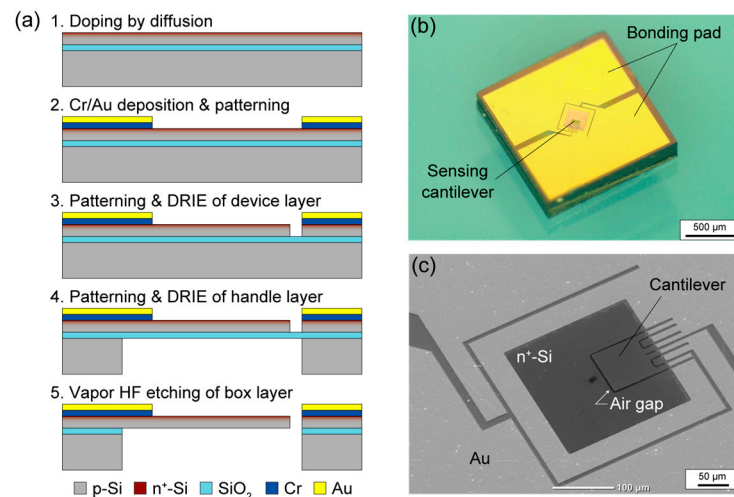 (a)
1. Doping by diffusion
2. Cr/Au deposition & patterning
3. Patterning & DRIE of device layer
4. Patterning & DRIE of handle layer
5. Vapor HF etching of box layer
p-Si
n⁺-Si
SiO₂
Cr
Au
(b)
Bonding pad
Sensing
cantilever
500 µm
(c)
Cantilever
n⁺-Si
Air gap
Au
100 µm
50 µm